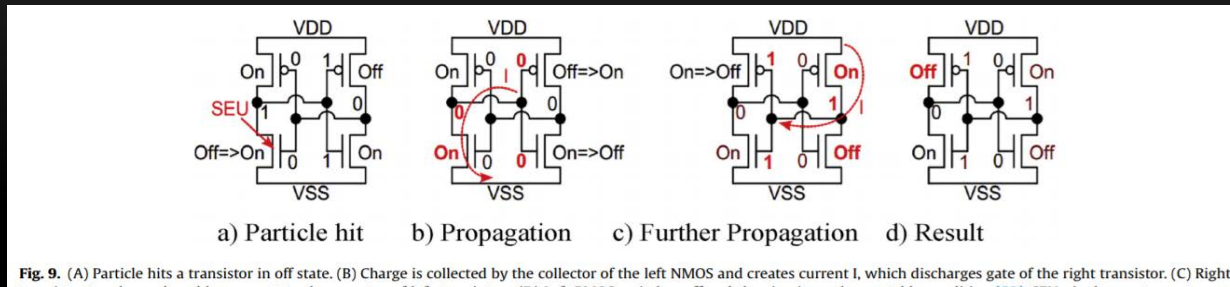 VDD VDD VDD VDD
On 0 1 Off On 0 0 Off=>On On=>Off 1 0 On Off 1 0 On
SEU 1 0 I 0 0 0 1 I 0 1
Off=>On 0 1 On On 0 0 On=>Off On 1 0 Off On 1 0 Off
VSS VSS VSS VSS
a) Particle hit b) Propagation c) Further Propagation d) Result
Fig. 9. (A) Particle hits a transistor in off state. (B) Charge is collected by the collector of the left NMOS and creates current I, which discharges gate of the right transistor. (C) Right